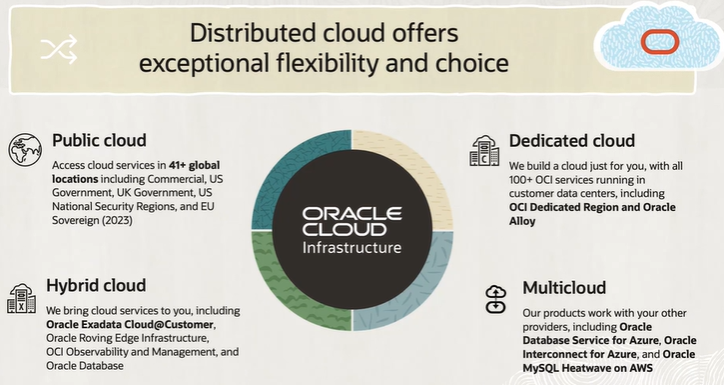 Distributed cloud offers
exceptional flexibility and choice
Public cloud
Access cloud services in 41+ global
locations including Commercial, US
Government, UK Government, US
National Security Regions, and EU
Sovereign (2023)
Dedicated cloud
We build a cloud just for you, with all
100+ OCI services running in
customer data centers, including
OCI Dedicated Region and Oracle
Alloy
C
ORACLE
CLOUD
Infrastructure
Hybrid cloud
We bring cloud services to you, including
Oracle Exadata Cloud@Customer,
Oracle Roving Edge Infrastructure,
OCI Observability and Management, and
Oracle Database
X
Multicloud
Our products work with your other
providers, including Oracle
Database Service for Azure, Oracle
Interconnect for Azure, and Oracle
MySQL Heatwave on AWS